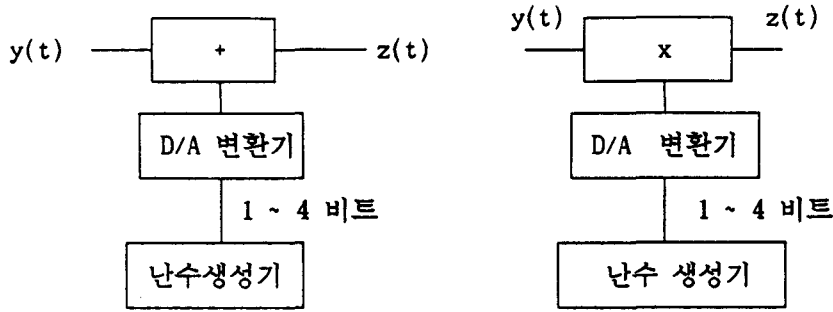 y(t) + z(t)
D/A 변환기
1 ~ 4 비트
난수생성기
y(t) x z(t)
D/A 변환기
1 ~ 4 비트
난수 생성기